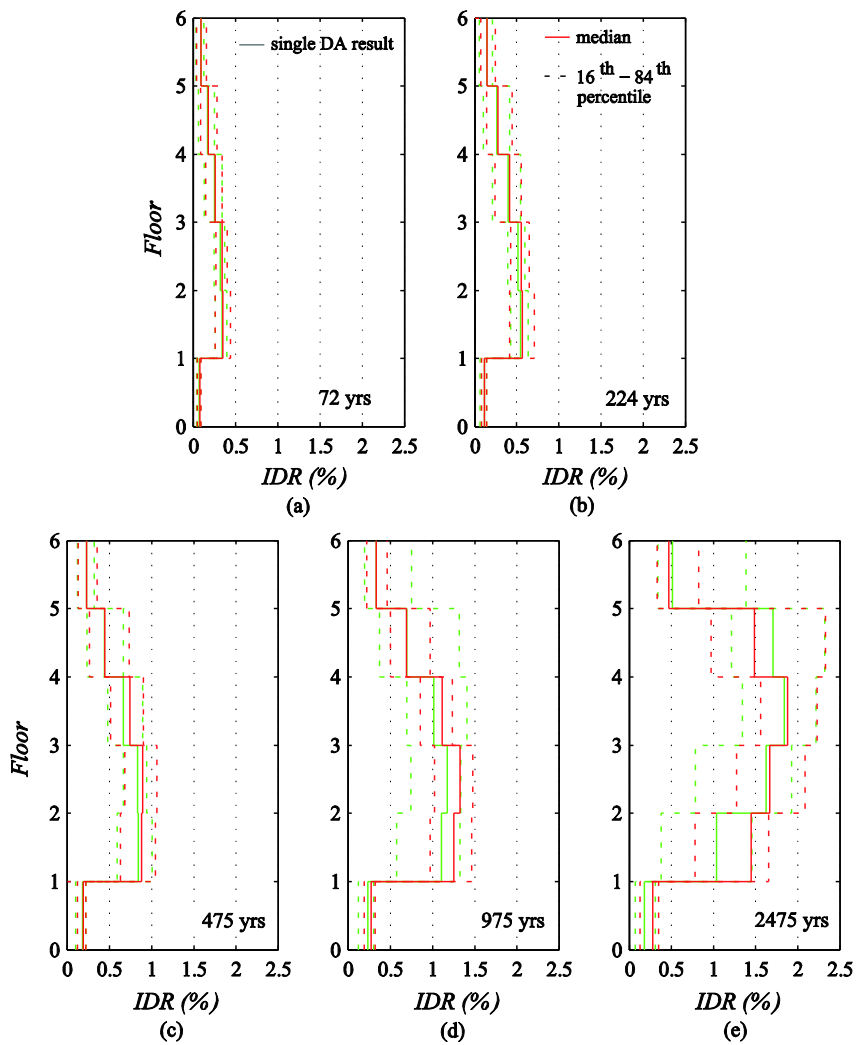 6
5
4
3
2
1
0
Floor
single DA result
72 yrs
0 0.5 1 1.5 2 2.5
IDR (%)
(a)
6
5
4
3
2
1
0
median
16th – 84th
percentile
224 yrs
0 0.5 1 1.5 2 2.5
IDR (%)
(b)
6
5
4
3
2
1
0
Floor
475 yrs
0 0.5 1 1.5 2 2.5
IDR (%)
(c)
6
5
4
3
2
1
0
975 yrs
0 0.5 1 1.5 2 2.5
IDR (%)
(d)
6
5
4
3
2
1
0
2475 yrs
0 0.5 1 1.5 2 2.5
IDR (%)
(e)